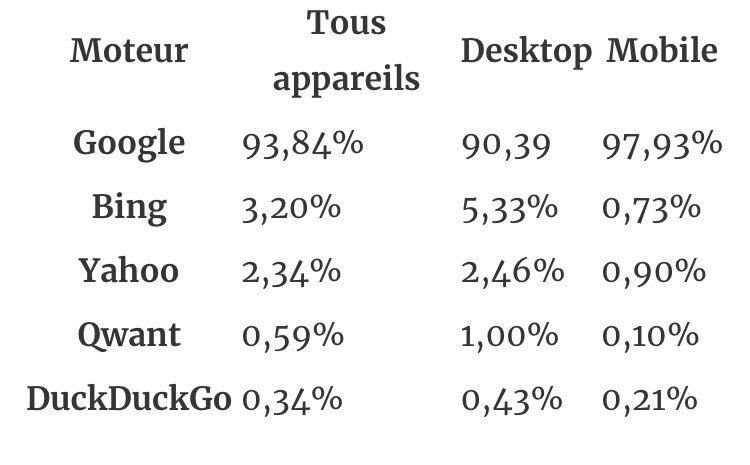 Moteur Tous appareils Desktop Mobile
Google 93,84% 90,39 97,93%
Bing 3,20% 5,33% 0,73%
Yahoo 2,34% 2,46% 0,90%
Qwant 0,59% 1,00% 0,10%
DuckDuckGo 0,34% 0,43% 0,21%